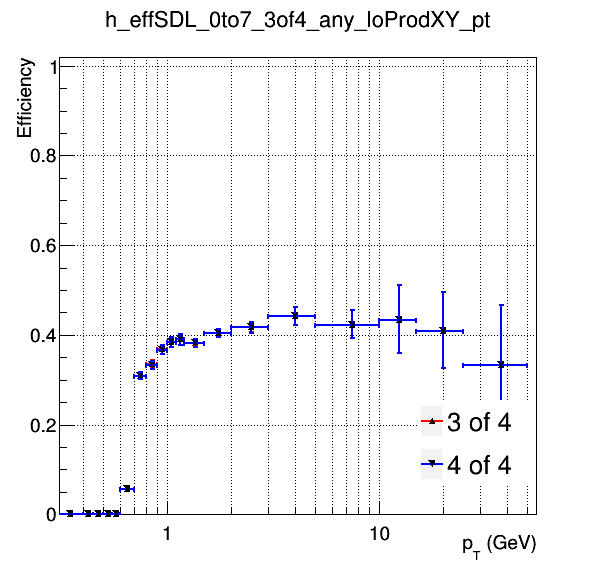 h_effSDL_0to7_3of4_any_loProdXY_pt
Efficiency
1
0.8
0.6
0.4
0.2
0
1
10
p_T (GeV)
3 of 4
4 of 4